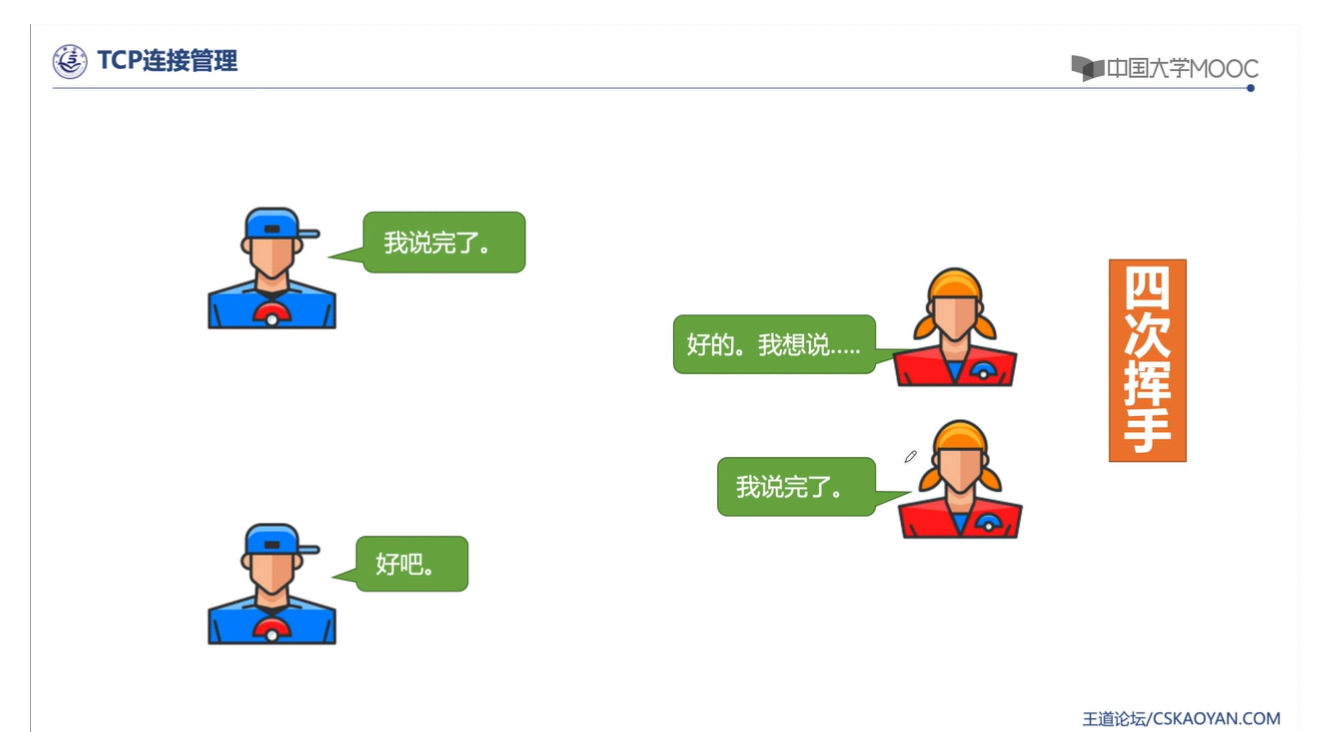 TCP连接管理
中国大学MOOC
我说完了。
好的。我想说.....
我说完了。
好吧。
四次挥手
王道论坛/CSKAOYAN.COM